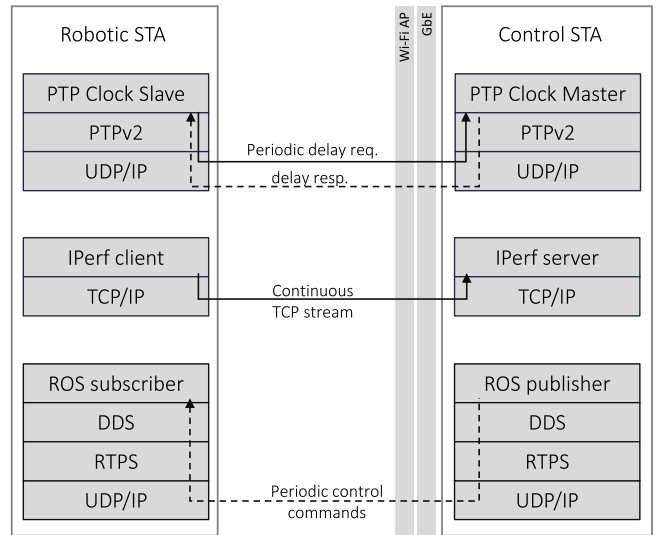 Robotic STA
Wi-Fi AP
GbE
Control STA
PTP Clock Slave
PTPv2
UDP/IP
Periodic delay req.
delay resp.
PTP Clock Master
PTPv2
UDP/IP
IPerf client
TCP/IP
Continuous
TCP stream
IPerf server
TCP/IP
ROS subscriber
DDS
RTPS
UDP/IP
Periodic control
commands
ROS publisher
DDS
RTPS
UDP/IP